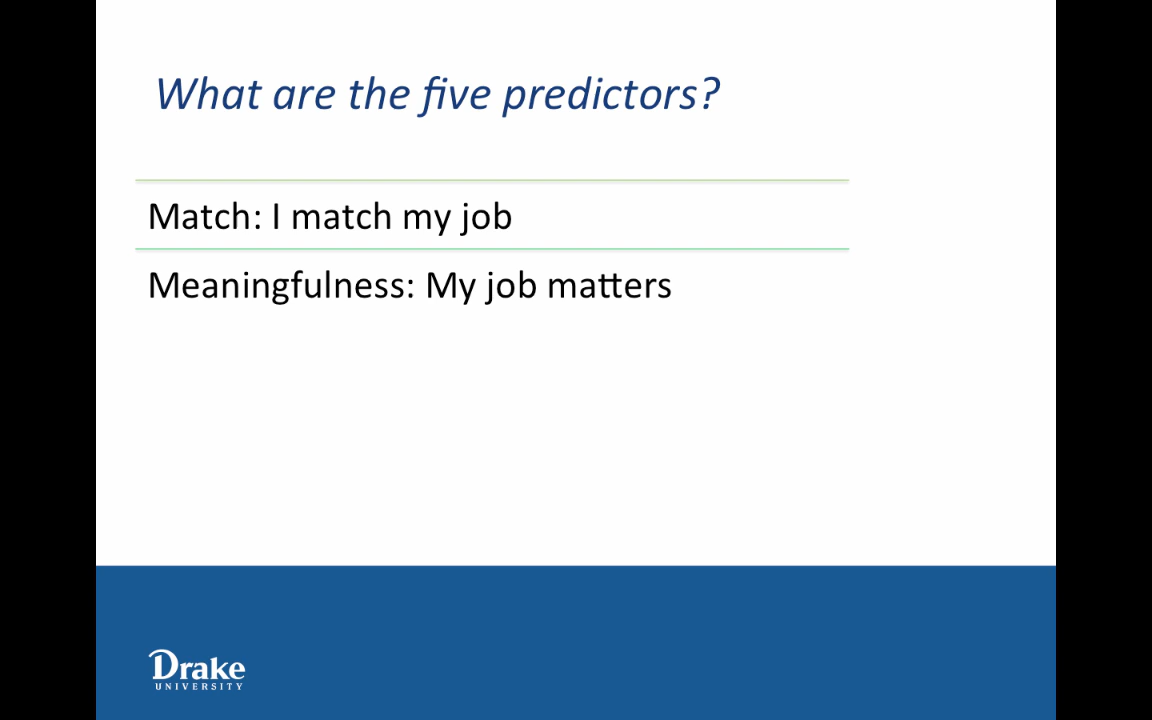 What are the five predictors?
Match: I match my job
Meaningfulness: My job matters
Drake
UNIVERSITY